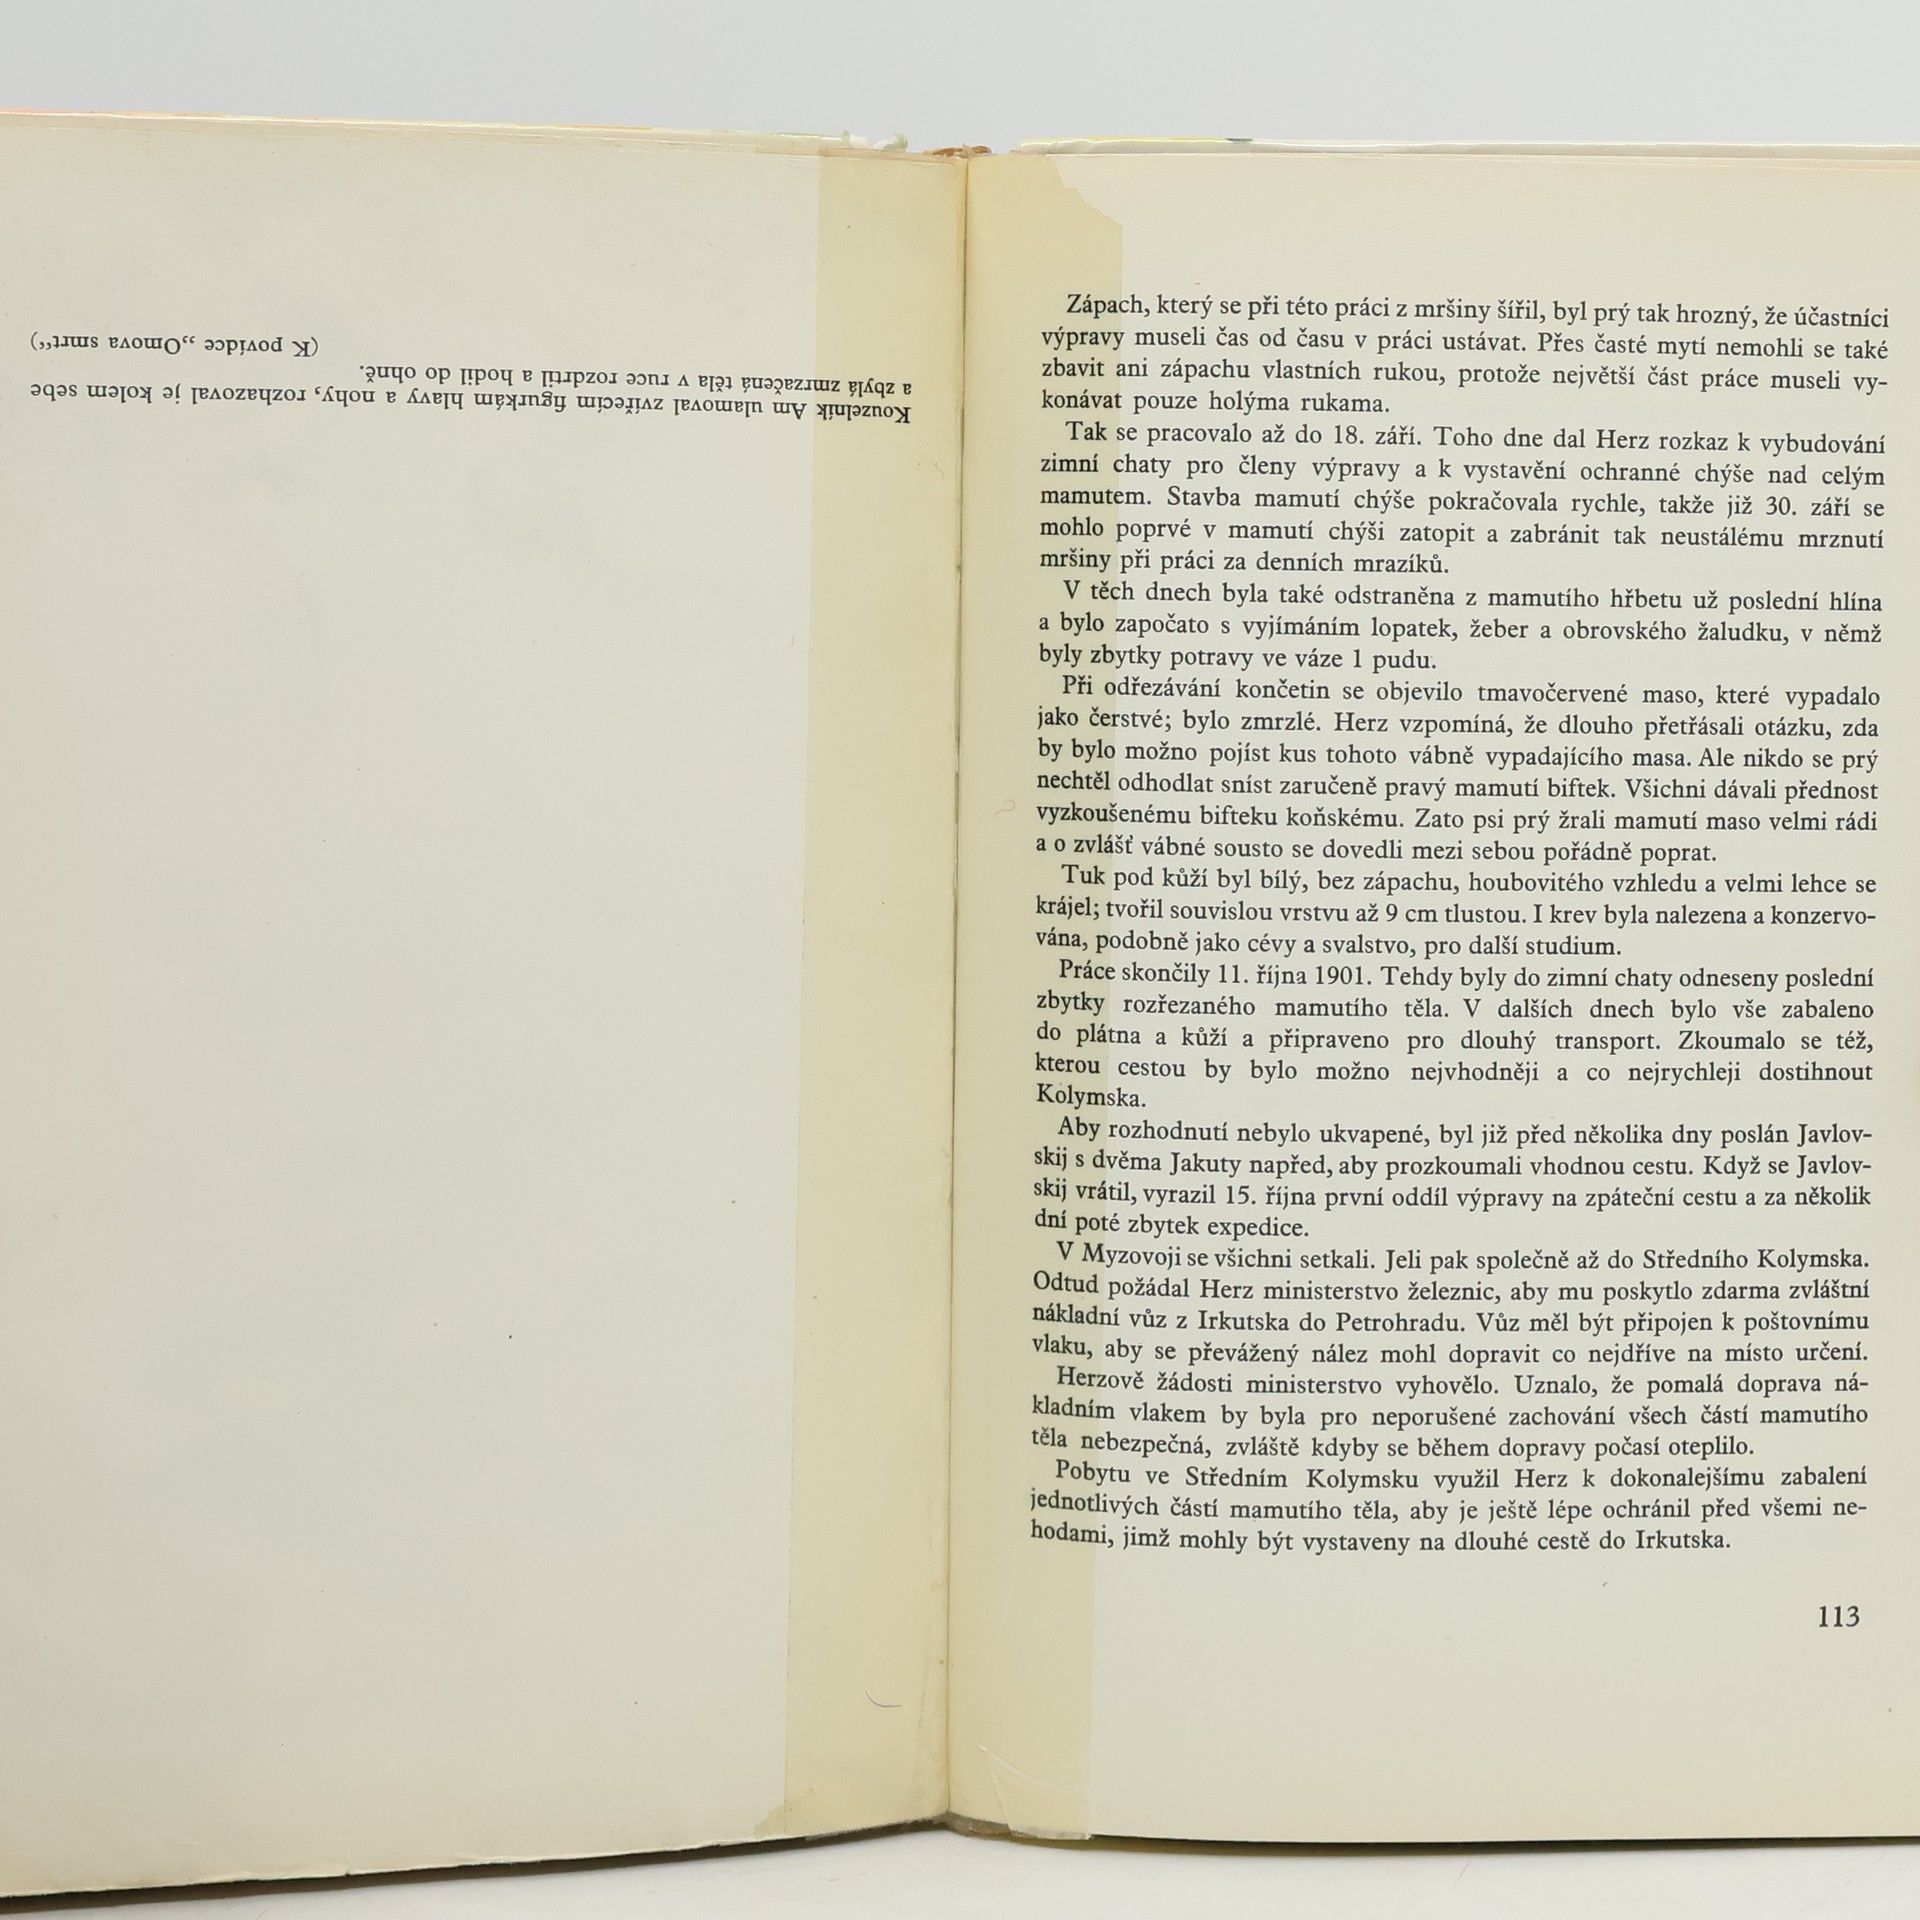 Kouzelník Am ulamoval zvířecím figurkám hlavy a nohy, rozhazoval je kolem sebe
a zbylá zmrzačená těla v ruce rozdrtil a hodil do ohně.
(K povídce „Omova smrt“)
Zápach, který se při této práci z mršiny šířil, byl prý tak hrozný, že účastníci
výpravy museli čas od času v práci ustávat. Přes časté mytí nemohli se také
zbavit ani zápachu vlastních rukou, protože největší část práce museli vy-
konávat pouze holýma rukama.
Tak se pracovalo až do 18. září. Toho dne dal Herz rozkaz k vybudování
zimní chaty pro členy výpravy a k vystavění ochranné chýše nad celým
mamutem. Stavba mamutí chýše pokračovala rychle, takže již 30. září se
mohlo poprvé v mamutí chýši zatopit a zabránit tak neustálému mrznutí
mršiny při práci za denních mrazíků.
V těch dnech byla také odstraněna z mamutího hřbetu už poslední hlína
a bylo započato s vyjímáním lopatek, žeber a obrovského žaludku, v němž
byly zbytky potravy ve váze 1 pudu.
Při odřezávání končetin se objevilo tmavočervené maso, které vypadalo
jako čerstvé; bylo zmrzlé. Herz vzpomíná, že dlouho přetřásali otázku, zda
by bylo možno pojíst kus tohoto vábně vypadajícího masa. Ale nikdo se prý
nechtěl odhodlat sníst zaručeně pravý mamutí biftek. Všichni dávali přednost
vyzkoušenému bifteku koňskému. Zato psi prý žrali mamutí maso velmi rádi
a o zvlášť vábné sousto se dovedli mezi sebou pořádně poprat.
Tuk pod kůží byl bílý, bez zápachu, houbovitého vzhledu a velmi lehce se
krájel; tvořil souvislou vrstvu až 9 cm tlustou. I krev byla nalezena a konzervo-
vána, podobně jako cévy a svalstvo, pro další studium.
Práce skončily 11. října 1901. Tehdy byly do zimní chaty odneseny poslední
zbytky rozřezaného mamutího těla. V dalších dnech bylo vše zabaleno
do plátna a kůží a připraveno pro dlouhý transport. Zkoumalo se též,
kterou cestou by bylo možno nejvhodněji a co nejrychleji dostihnout
Kolymska.
Aby rozhodnutí nebylo ukvapené, byl již před několika dny poslán Javlov-
skij s dvěma Jakuty napřed, aby prozkoumali vhodnou cestu. Když se Javlov-
skij vrátil, vyrazil 15. října první oddíl výpravy na zpáteční cestu a za několik
dní poté zbytek expedice.
V Myzovoji se všichni setkali. Jeli pak společně až do Středního Kolymska.
Odtud požádal Herz ministerstvo železnic, aby mu poskytlo zdarma zvláštní
nákladní vůz z Irkutska do Petrohradu. Vůz měl být připojen k poštovnímu
vlaku, aby se převážený nález mohl dopravit co nejdříve na místo určení.
Herzově žádosti ministerstvo vyhovělo. Uznalo, že pomalá doprava ná-
kladním vlakem by byla pro neporušené zachování všech částí mamutího
těla nebezpečná, zvláště kdyby se během dopravy počasí oteplilo.
Pobytu ve Středním Kolymsku využil Herz k dokonalejšímu zabalení
jednotlivých částí mamutího těla, aby je ještě lépe ochránil před všemi ne-
hodami, jimž mohly být vystaveny na dlouhé cestě do Irkutska.
113